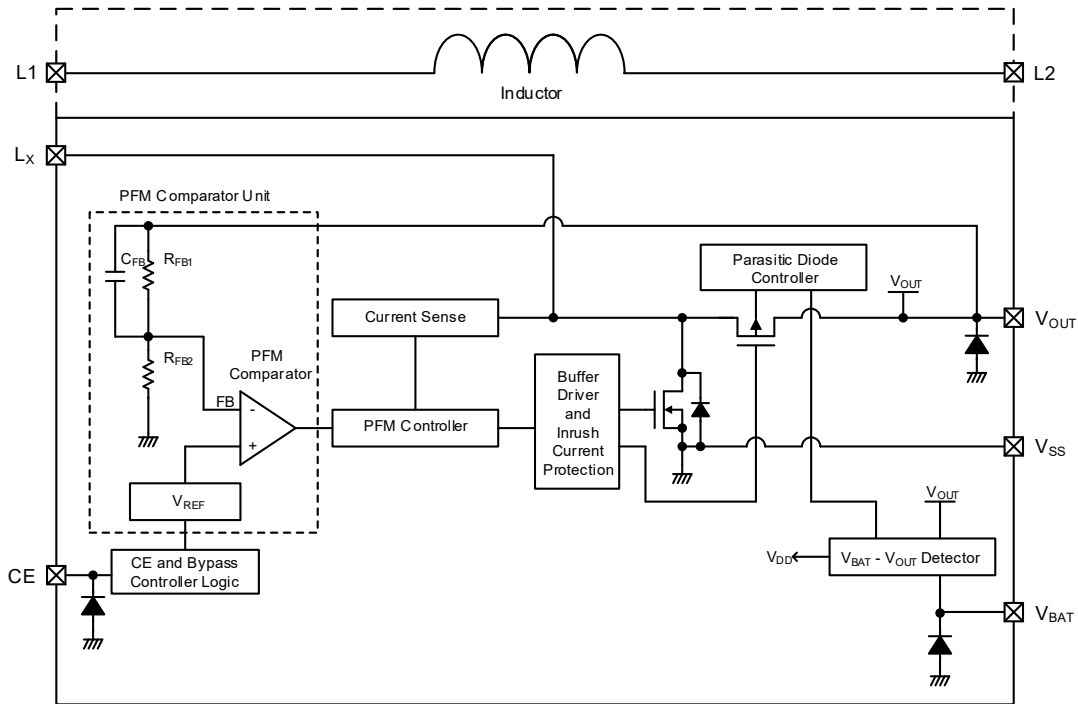 L1
L2
Inductor
LX
PFM Comparator Unit
CFB
RFB1
Parasitic Diode
Controller
VOUT
Current Sense
VOUT
RFB2
PFM
Comparator
FB
-
+
Buffer
Driver
and
Inrush
Current
Protection
PFM Controller
VSS
VREF
VOUT
CE and Bypass
Controller Logic
CE
VDD
VBAT - VOUT Detector
VBAT